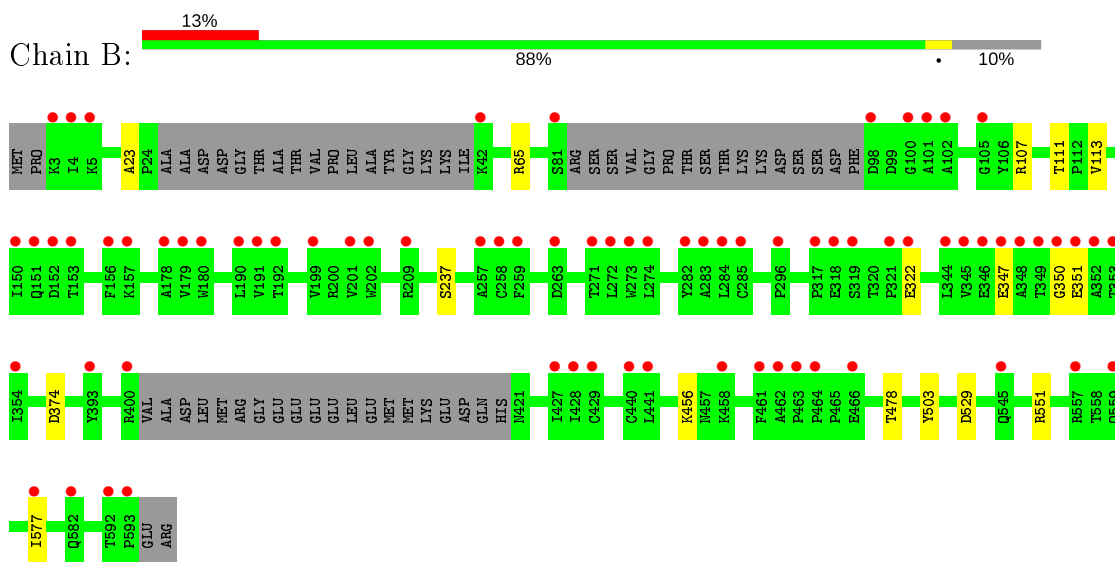 13%
Chain B:
88% • 10%
MET PRO K3 I4 K5 A23 P24 ALA ALA ASP ASP GLY THR ALA THR VAL PRO LEU ALA TYR GLY LYS LYS ILE K42 R65 S81 ARG SER SER VAL GLY PRO THR SER THR LYS LYS ASP SER SER ASP PHE D98 D99 G100 A101 A102 G105 Y106 R107 T111 P112 V113
I150 Q151 D152 T153 F156 K157 A178 V179 W180 L190 V191 T192 V199 R200 V201 W202 R209 S237 A257 C258 F259 D263 T271 L272 W273 L274 Y282 A283 L284 C285 P296 P317 E318 S319 T320 P321 E322 L344 V345 E346 E347 A348 T349 G350 E351 A352 T353
I354 D374 Y393 R400 VAL ALA ASP LEU MET ARG GLY GLU GLU GLU GLU LEU GLU MET MET LYS GLU ASP GLN HIS N421 I427 I428 C429 C440 L441 K456 N457 K458 F461 A462 P463 P464 P465 E466 T478 Y503 D529 Q545 R551 R557 T558 Q559
I577 Q582 T592 P593 GLU ARG